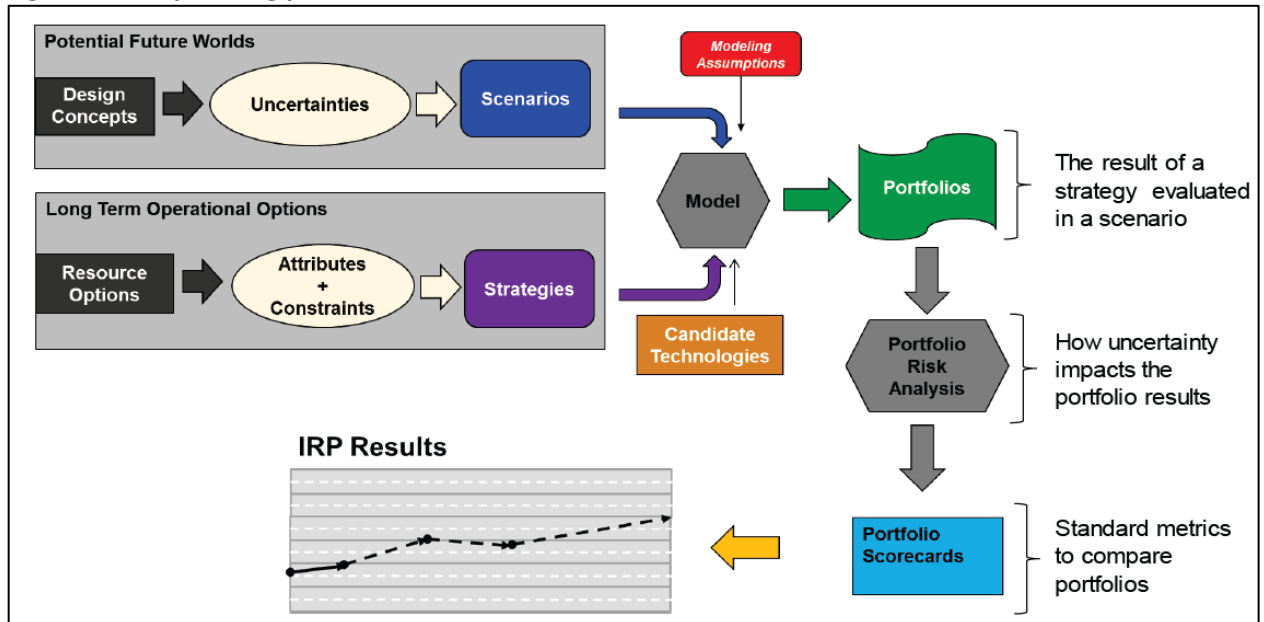 Potential Future Worlds
Design
Concepts
Uncertainties
Scenarios
Long Term Operational Options
Resource
Options
Attributes
+
Constraints
Strategies
Modeling
Assumptions
Model
Candidate
Technologies
Portfolios
The result of a
strategy evaluated
in a scenario
Portfolio
Risk
Analysis
How uncertainty
impacts the
portfolio results
Portfolio
Scorecards
Standard metrics
to compare
portfolios
IRP Results